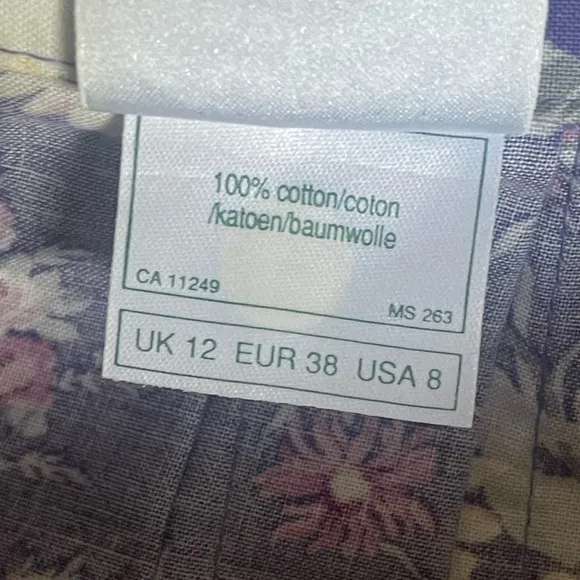 100% cotton/coton
/katoen/baumwolle
CA 11249
MS 263
UK 12 EUR 38 USA 8